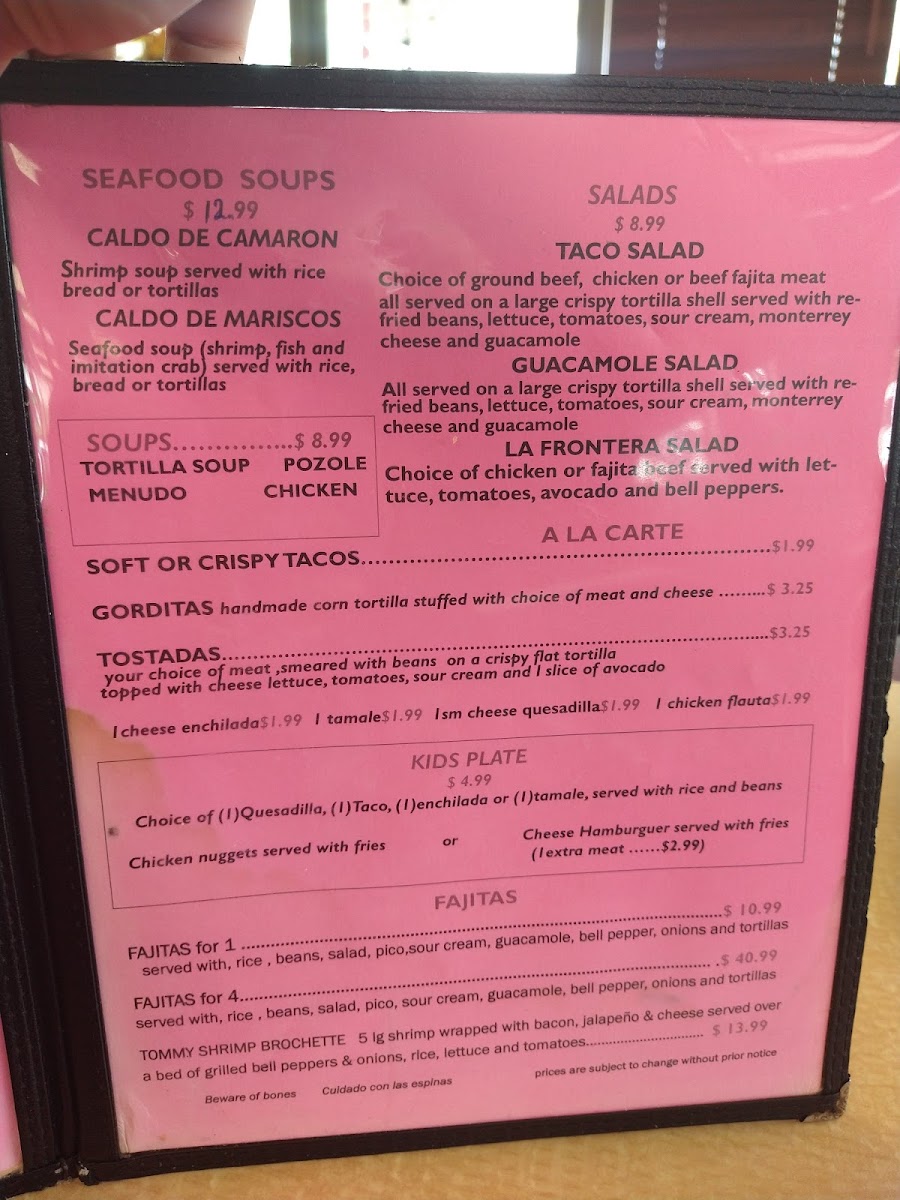 SEAFOOD SOUPS
$ 12.99
CALDO DE CAMARON
Shrimp soup served with rice
bread or tortillas
CALDO DE MARISCOS
Seafood soup (shrimp, fish and
imitation crab) served with rice,
bread or tortillas
SOUPS...............$ 8.99
TORTILLA SOUP POZOLE
MENUDO CHICKEN
SALADS
$ 8.99
TACO SALAD
Choice of ground beef, chicken or beef fajita meat
all served on a large crispy tortilla shell served with re-
fried beans, lettuce, tomatoes, sour cream, monterrey
cheese and guacamole
GUACAMOLE SALAD
All served on a large crispy tortilla shell served with re-
fried beans, lettuce, tomatoes, sour cream, monterrey
cheese and guacamole
LA FRONTERA SALAD
Choice of chicken or fajita beef served with let-
tuce, tomatoes, avocado and bell peppers.
A LA CARTE
SOFT OR CRISPY TACOS..........................................................$1.99
GORDITAS handmade corn tortilla stuffed with choice of meat and cheese .........$ 3.25
TOSTADAS.......................................................................$3.25
your choice of meat ,smeared with beans on a crispy flat tortilla
topped with cheese lettuce, tomatoes, sour cream and 1 slice of avocado
1 cheese enchilada$1.99 1 tamale$1.99 1sm cheese quesadilla$1.99 1 chicken flauta$1.99
KIDS PLATE
$ 4.99
Choice of (1)Quesadilla, (1)Taco, (1)enchilada or (1)tamale, served with rice and beans
Chicken nuggets served with fries or Cheese Hamburguer served with fries
(1extra meat ......$2.99)
FAJITAS
FAJITAS for 1 ..........................................................................$ 10.99
served with, rice , beans, salad, pico,sour cream, guacamole, bell pepper, onions and tortillas
FAJITAS for 4......................................................................... .$ 40.99
served with, rice , beans, salad, pico, sour cream, guacamole, bell pepper, onions and tortillas
TOMMY SHRIMP BROCHETTE 5 lg shrimp wrapped with bacon, jalapeño & cheese served over
a bed of grilled bell peppers & onions, rice, lettuce and tomatoes............................. $ 13.99
Beware of bones Cuidado con las espinas prices are subject to change without prior notice